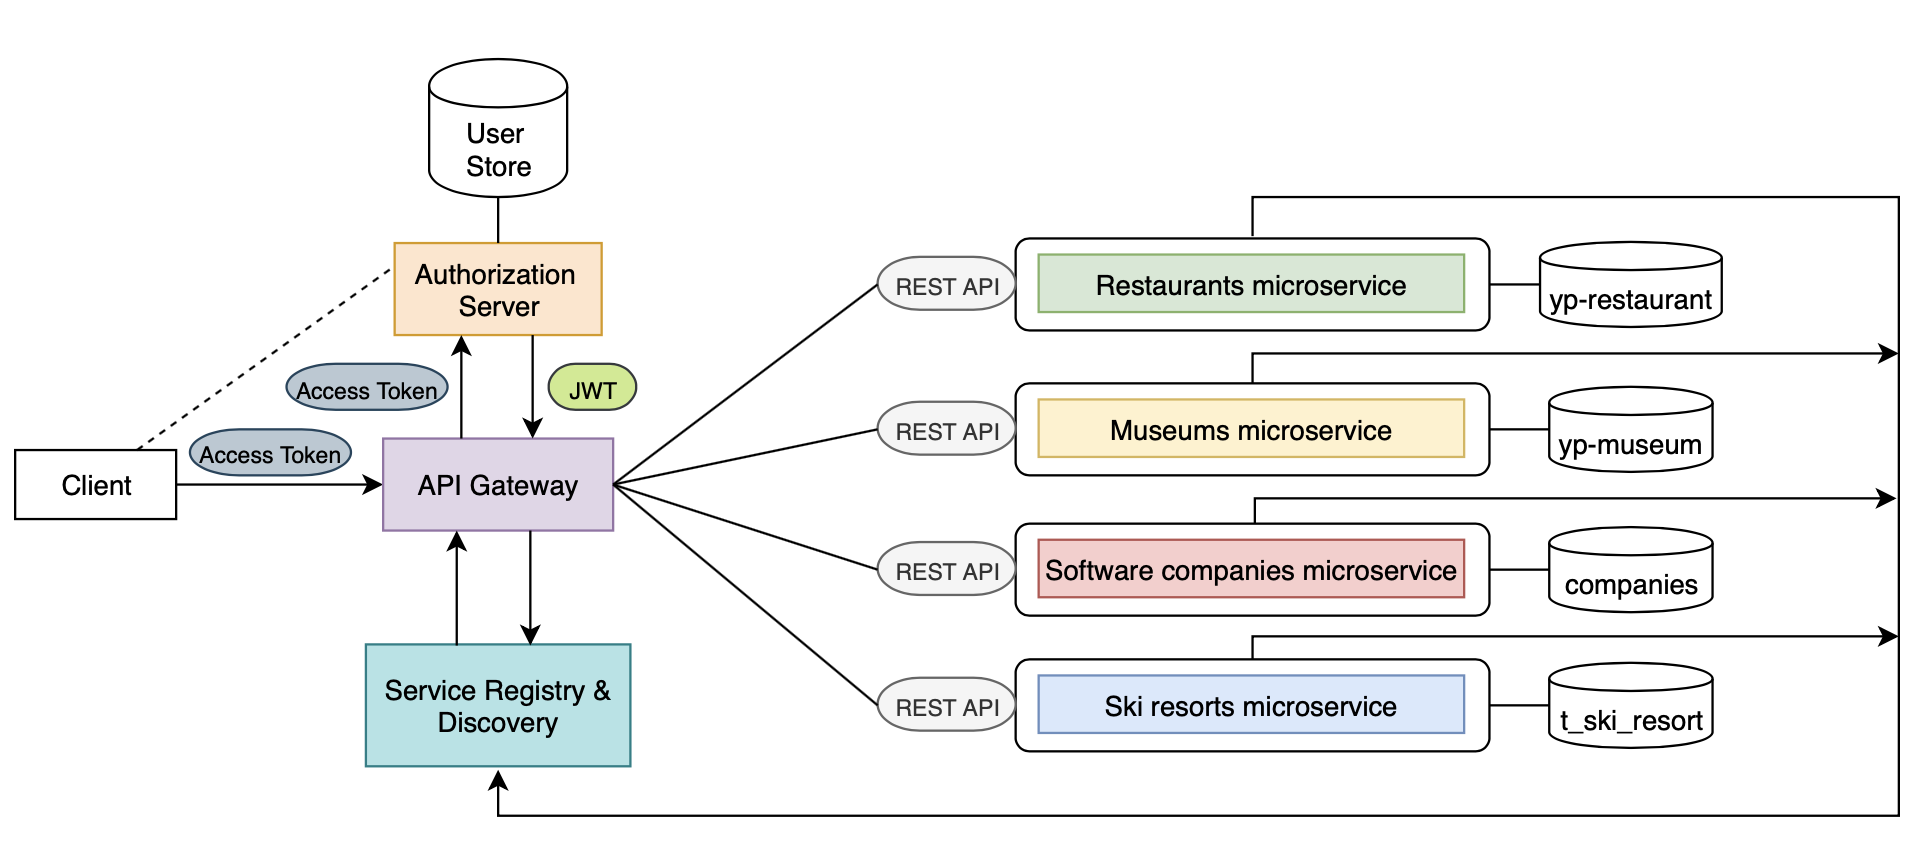 User
Store
Authorization
Server
Access Token
JWT
Access Token
Client
API Gateway
Service Registry &
Discovery
REST API
Restaurants microservice
yp-restaurant
REST API
Museums microservice
yp-museum
REST API
Software companies microservice
companies
REST API
Ski resorts microservice
t_ski_resort